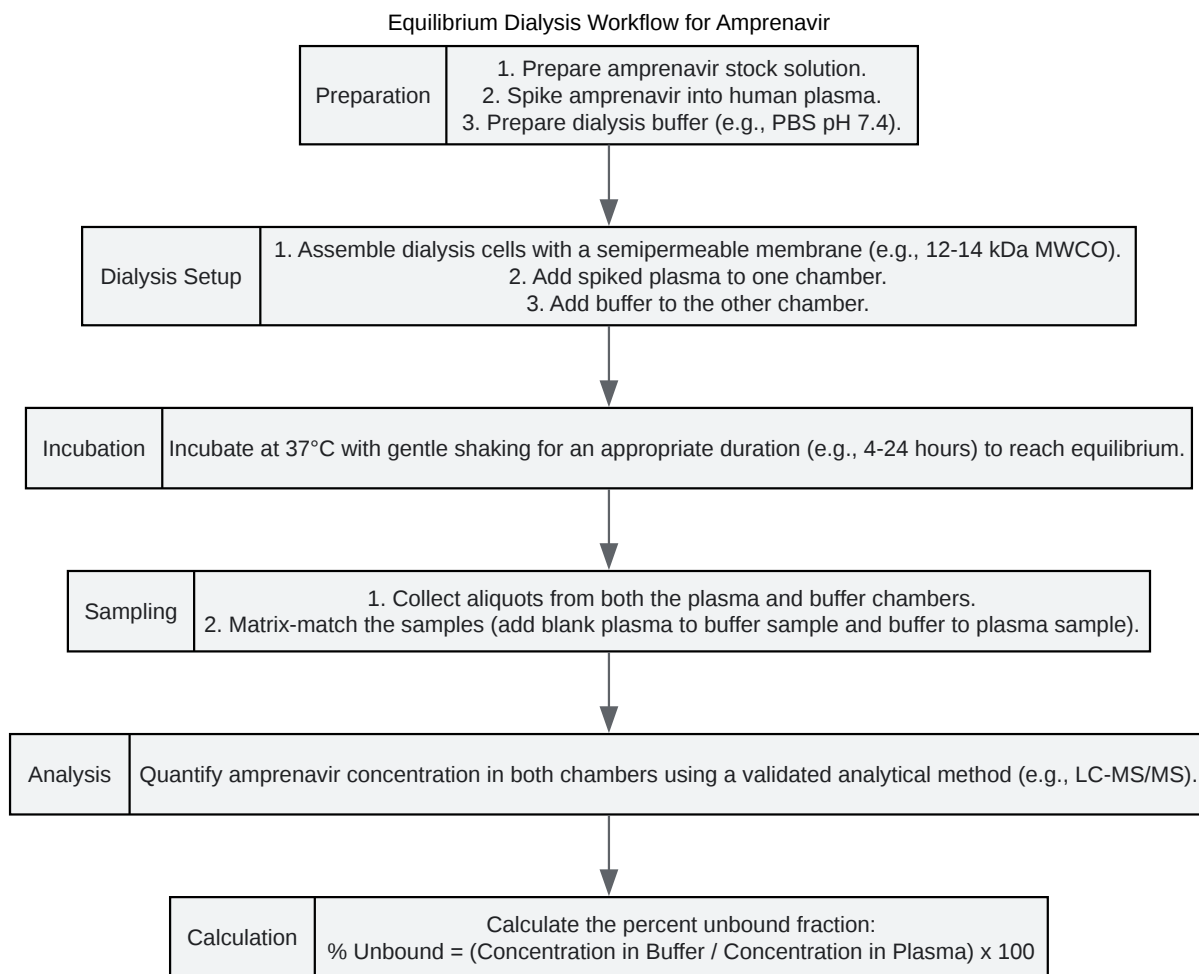 Equilibrium Dialysis Workflow for Amprenavir
Preparation
1. Prepare amprenavir stock solution.
2. Spike amprenavir into human plasma.
3. Prepare dialysis buffer (e.g., PBS pH 7.4).
Dialysis Setup
1. Assemble dialysis cells with a semipermeable membrane (e.g., 12-14 kDa MWCO).
2. Add spiked plasma to one chamber.
3. Add buffer to the other chamber.
Incubation
Incubate at 37°C with gentle shaking for an appropriate duration (e.g., 4-24 hours) to reach equilibrium.
Sampling
1. Collect aliquots from both the plasma and buffer chambers.
2. Matrix-match the samples (add blank plasma to buffer sample and buffer to plasma sample).
Analysis
Quantify amprenavir concentration in both chambers using a validated analytical method (e.g., LC-MS/MS).
Calculation
Calculate the percent unbound fraction:
% Unbound = (Concentration in Buffer / Concentration in Plasma) x 100